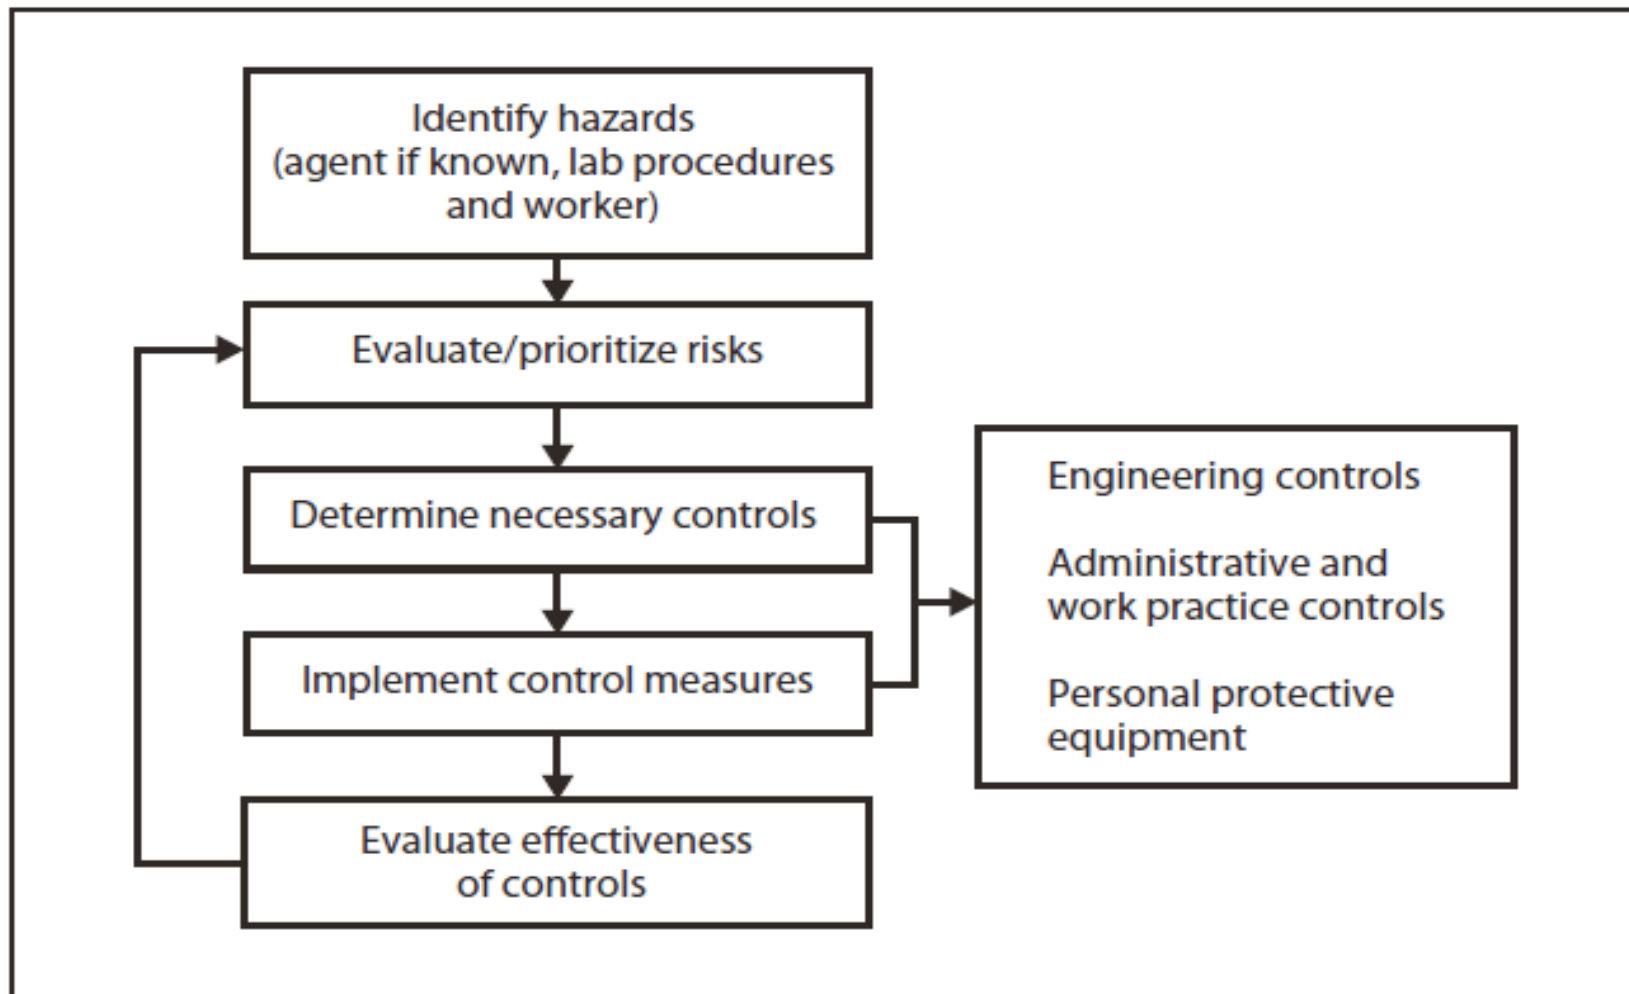 Identify hazards
(agent if known, lab procedures
and worker)
Evaluate/prioritize risks
Determine necessary controls
Implement control measures
Evaluate effectiveness
of controls
Engineering controls
Administrative and
work practice controls
Personal protective
equipment